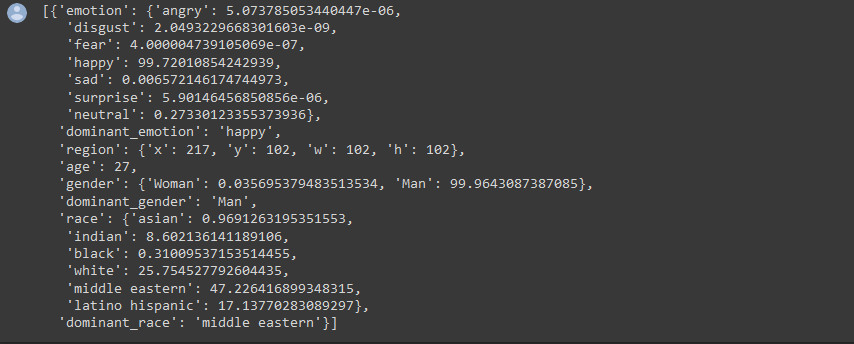 [{'emotion': {'angry': 5.073785053440447e-06,
'disgust': 2.0493229668301603e-09,
'fear': 4.000004739105069e-07,
'happy': 99.72010854242939,
'sad': 0.006572146174744973,
'surprise': 5.90146456850856e-06,
'neutral': 0.27330123355373936},
'dominant_emotion': 'happy',
'region': {'x': 217, 'y': 102, 'w': 102, 'h': 102},
'age': 27,
'gender': {'Woman': 0.035695379483513534, 'Man': 99.9643087387085},
'dominant_gender': 'Man',
'race': {'asian': 0.9691263195351553,
'indian': 8.602136141189106,
'black': 0.31009537153514455,
'white': 25.754527792604435,
'middle eastern': 47.226416899348315,
'latino hispanic': 17.13770283089297},
'dominant_race': 'middle eastern'}]